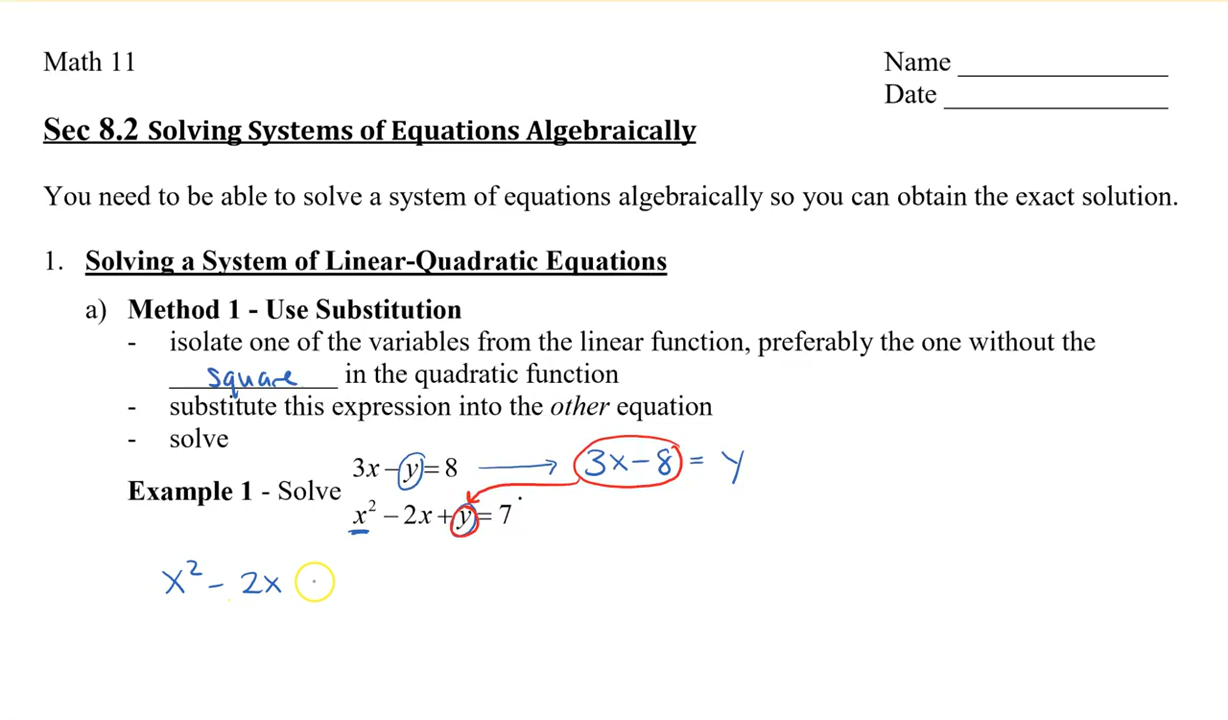 Math 11
Name
Date
Sec 8.2 Solving Systems of Equations Algebraically
You need to be able to solve a system of equations algebraically so you can obtain the exact solution.
1. Solving a System of Linear-Quadratic Equations
a) Method 1 - Use Substitution
- isolate one of the variables from the linear function, preferably the one without the
square in the quadratic function
- substitute this expression into the other equation
- solve
3x − y = 8 → 3x − 8 = y
Example 1 - Solve
x² − 2x + y = 7 .
x² − 2x